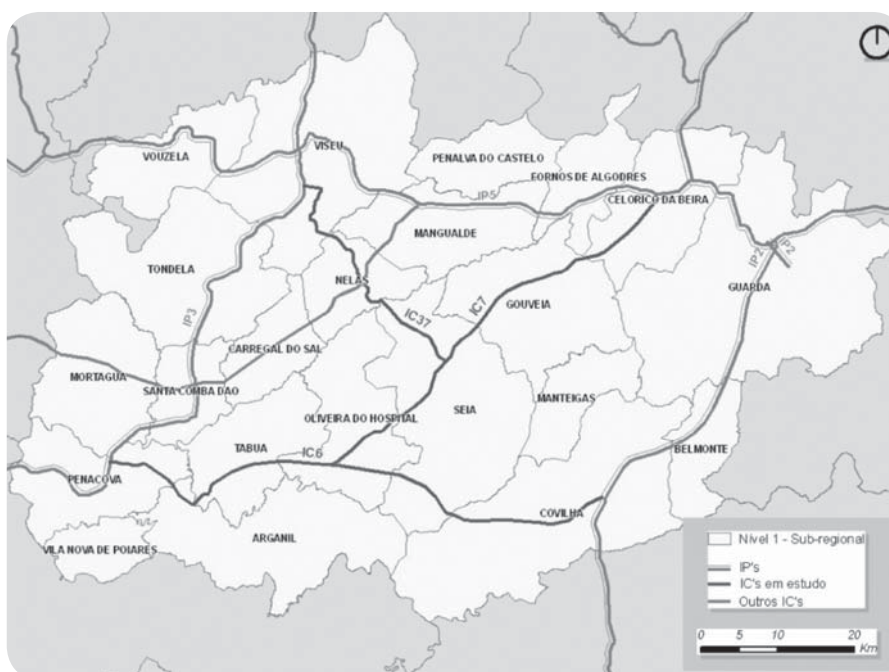 VOUZELA
VISEU
PENALVA DO CASTELO
FORNOS DE ALGODRES
IP5
CELORICO DA BEIRA
MANGUALDE
TONDELA
IP2
IP2
NELAS
GUARDA
IP3
IC37
IC7
GOUVEIA
CARREGAL DO SAL
MORTAGUA
SANTA COMBA DAO
MANTEIGAS
OLIVEIRA DO HOSPITAL
SEIA
TABUA
BELMONTE
IC6
PENACOVA
COVILHA
ARGANIL
VILA NOVA DE POIARES
Nível 1 - Sub-regional
IP's
IC's em estudo
Outros IC's
0 5 10 20
Km